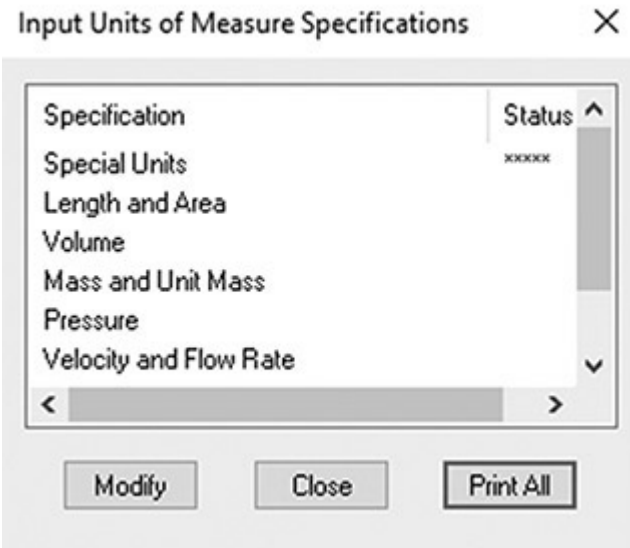 Input Units of Measure Specifications
Specification Status
Special Units xxxxx
Length and Area
Volume
Mass and Unit Mass
Pressure
Velocity and Flow Rate
Modify Close Print All